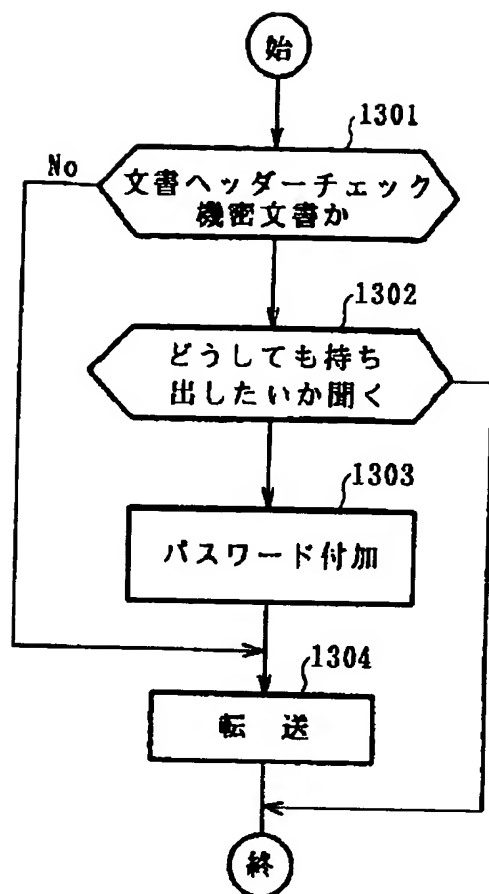 始
1301
No
文書ヘッダーチェック
機密文書か
1302
どうしても持ち
出したいか聞く
1303
パスワード付加
1304
転 送
終